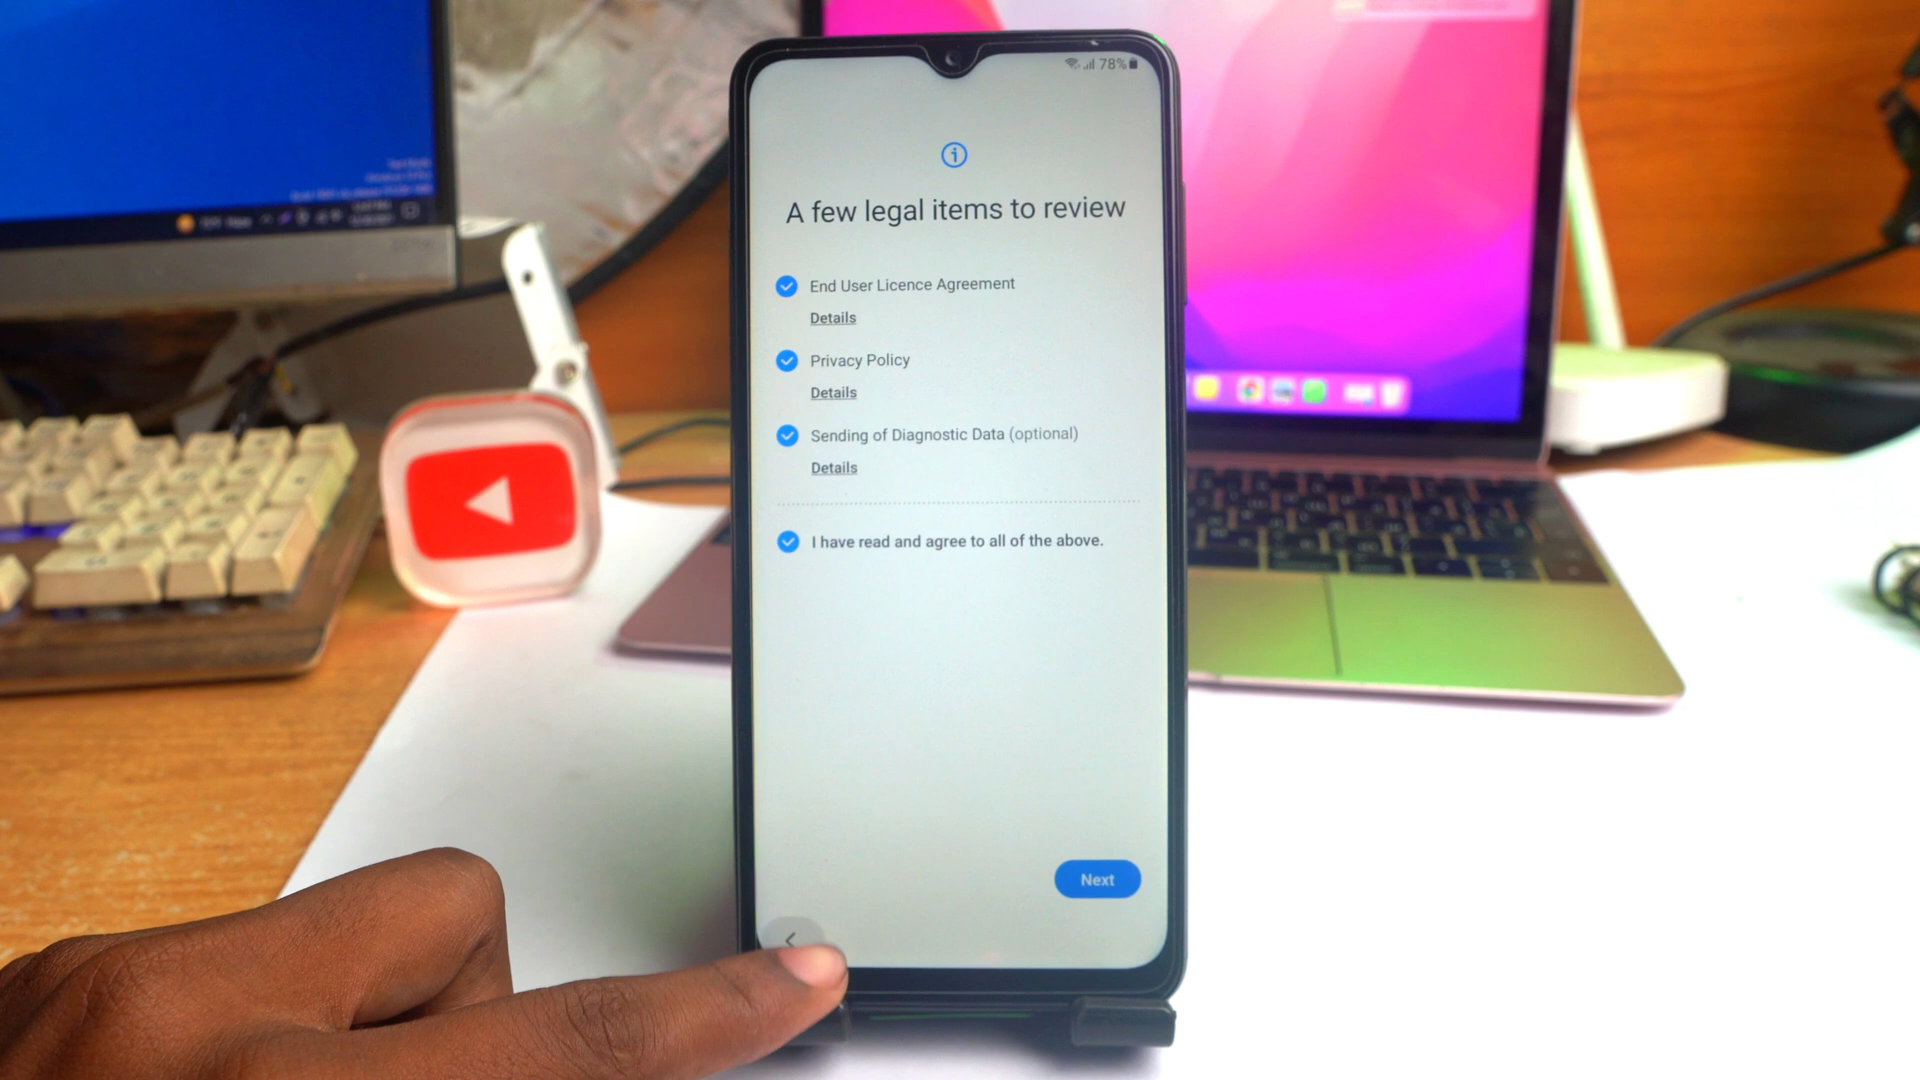 78%
A few legal items to review
End User Licence Agreement
Details
Privacy Policy
Details
Sending of Diagnostic Data (optional)
Details
I have read and agree to all of the above.
Next